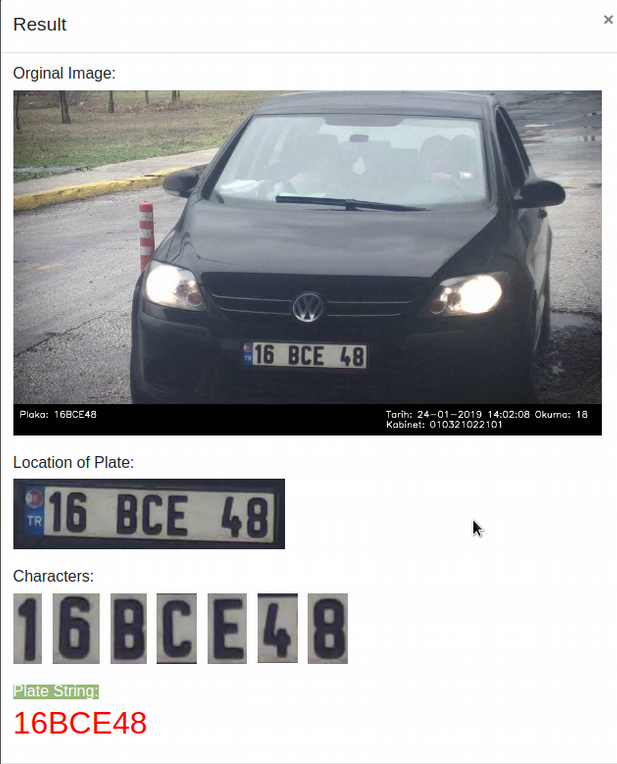 Result
×
Orginal Image:
TR 16 BCE 48
Plaka: 16BCE48
Tarih: 24-01-2019 14:02:08 Okuma: 18
Kabinet: 010321022101
Location of Plate:
TR 16 BCE 48
Characters:
1 6 B C E 4 8
Plate String:
16BCE48